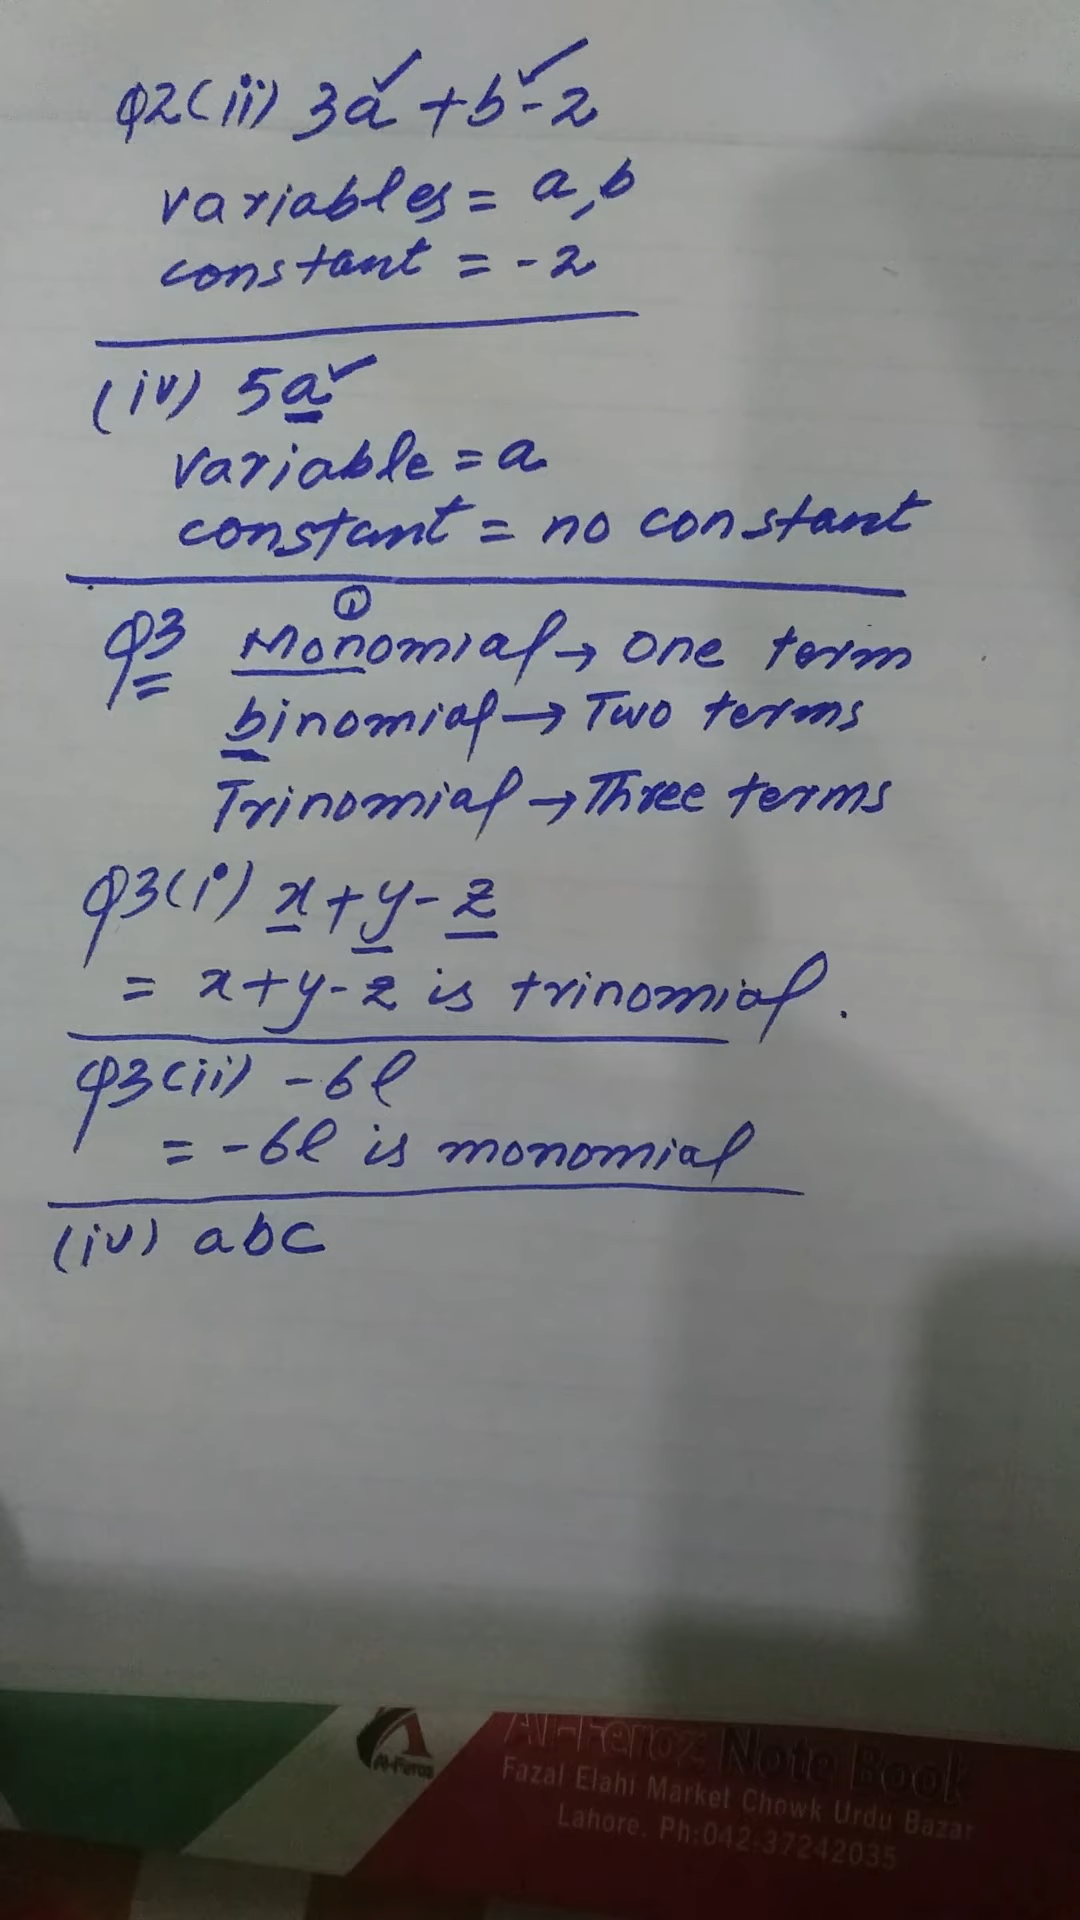 Q2(ii) 3a + b - 2
variables = a, b
constant = -2
(iv) 5a
variable = a
constant = no constant
①
Q3 Monomial → one term
binomial → Two terms
Trinomial → Three terms
Q3(i) x + y - z
= x + y - z is trinomial.
Q3(ii) -6l
= -6l is monomial
(iv) abc
Al-Feroz Note Book
Al-Feroz
Fazal Elahi Market Chowk Urdu Bazar
Lahore. Ph:042-37242035